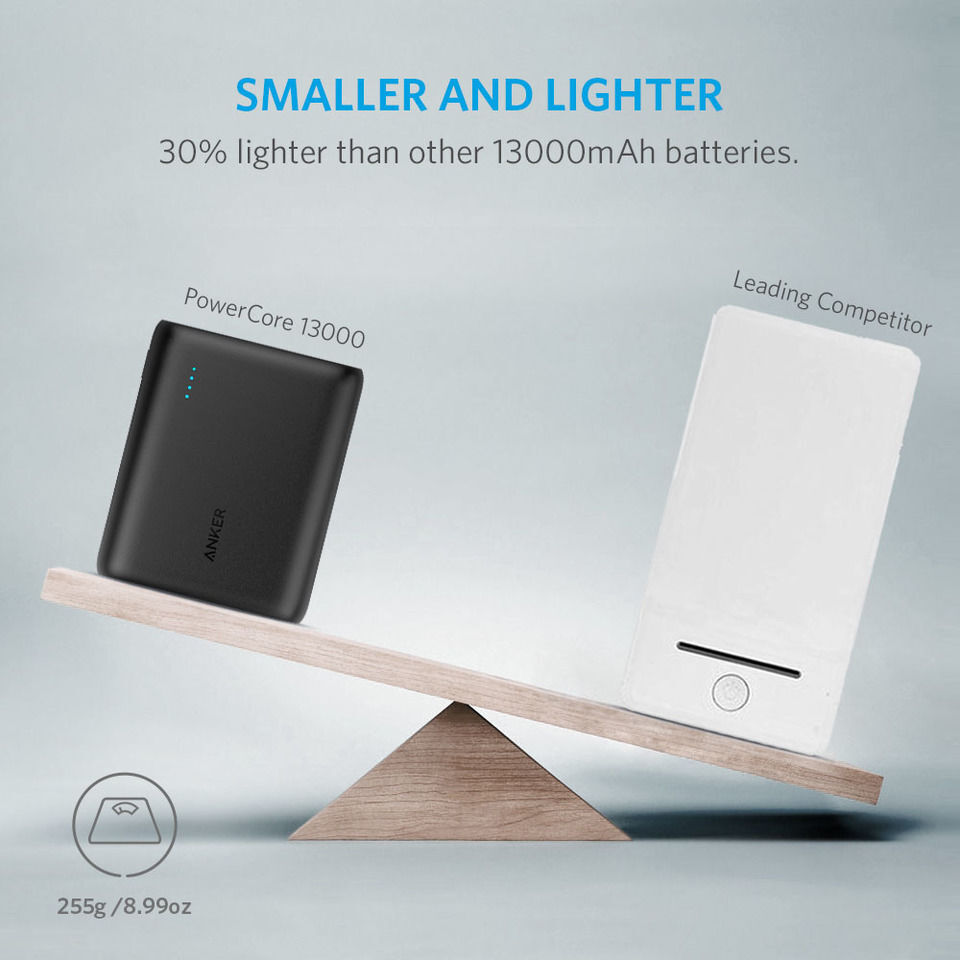 SMALLER AND LIGHTER
30% lighter than other 13000mAh batteries.
PowerCore 13000
Leading Competitor
ANKER
255g /8.99oz